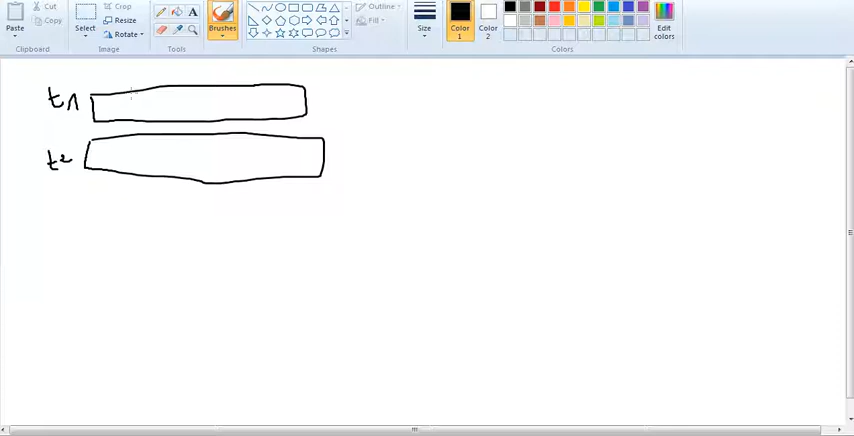 Cut
Copy
Paste
Clipboard
Select
Crop
Resize
Rotate
Image
A
Tools
Brushes
Outline
Fill
Shapes
Size
Color 1
Color 2
Edit colors
Colors
t1
t2